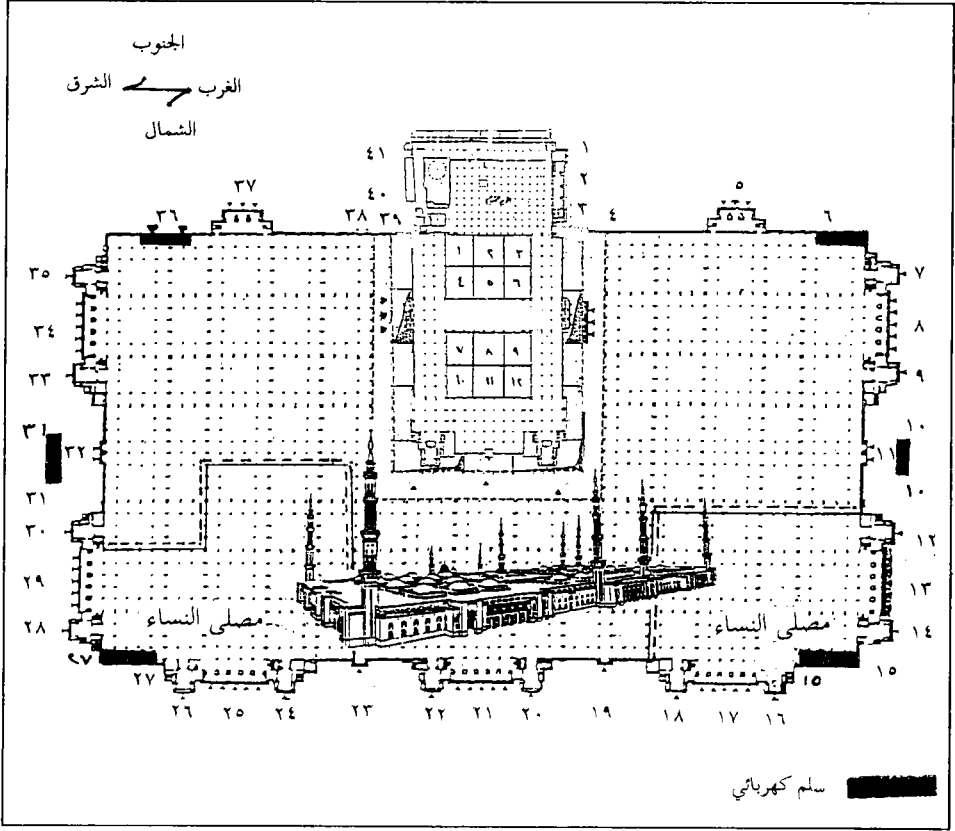 الجنوب
الغرب الشرق
الشمال
٤١ ١
٤٠ ٢
٣٧ ٣٨ ٣٩ ٣ ٤ ٥ ٦
٣٦
١ ٢ ٣
٤ ٥ ٦
٣٥ ٧
٣٤ ٨
٧ ٨ ٩
١٠ ١١ ١٢
٣٣ ٩
٣١ ١٠
٣٢ ١١
٣١ ١٠
٣٠ ١٢
٢٩ ١٣
٢٨ مصلى النساء مصلى النساء ١٤
٢٧ ١٥
٢٧ ١٥
٢٦ ٢٥ ٢٤ ٢٣ ٢٢ ٢١ ٢٠ ١٩ ١٨ ١٧ ١٦
سلم كهربائي